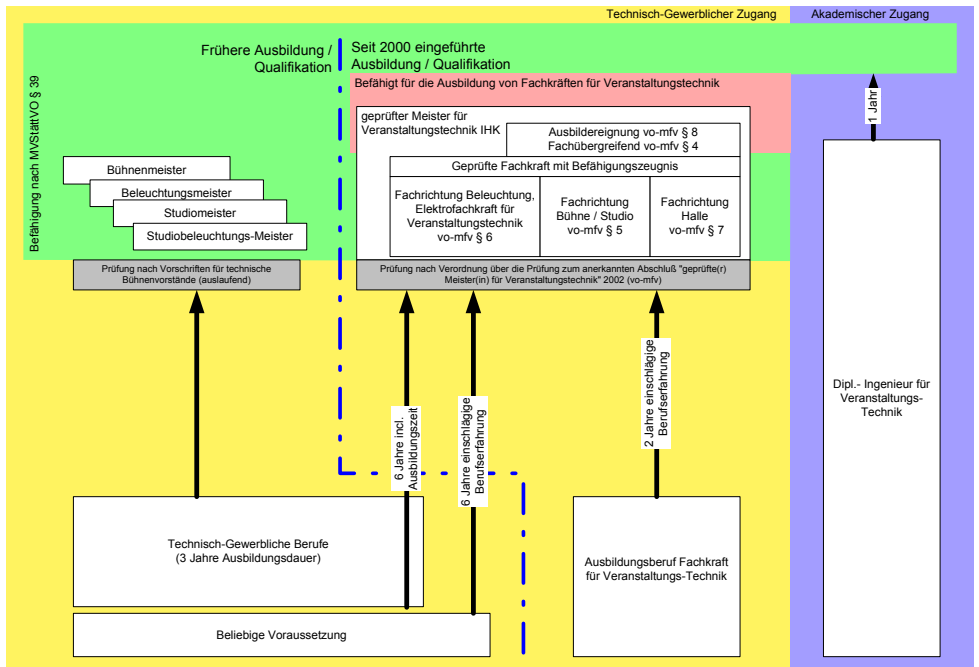 Technisch-Gewerblicher Zugang
Akademischer Zugang
Befähigung nach MVStättVO § 39
Frühere Ausbildung /
Qualifikation
Seit 2000 eingeführte
Ausbildung / Qualifikation
Befähigt für die Ausbildung von Fachkräften für Veranstaltungstechnik
geprüfter Meister für
Veranstaltungstechnik IHK
Ausbildereignung vo-mfv § 8
Fachübergreifend vo-mfv § 4
Geprüfte Fachkraft mit Befähigungszeugnis
Fachrichtung Beleuchtung,
Elektrofachkraft für
Veranstaltungstechnik
vo-mfv § 6
Fachrichtung
Bühne / Studio
vo-mfv § 5
Fachrichtung
Halle
vo-mfv § 7
Bühnenmeister
Beleuchtungsmeister
Studiomeister
Studiobeleuchtungs-Meister
Prüfung nach Vorschriften für technische
Bühnenvorstände (auslaufend)
Prüfung nach Verordnung über die Prüfung zum anerkannten Abschluß "geprüfte(r)
Meister(in) für Veranstaltungstechnik" 2002 (vo-mfv)
1 Jahr
6 Jahre incl.
Ausbildungszeit
6 Jahre einschlägige
Berufserfahrung
2 Jahre einschlägige
Berufserfahrung
Dipl.- Ingenieur für
Veranstaltungs-
Technik
Technisch-Gewerbliche Berufe
(3 Jahre Ausbildungsdauer)
Ausbildungsberuf Fachkraft
für Veranstaltungs-Technik
Beliebige Voraussetzung